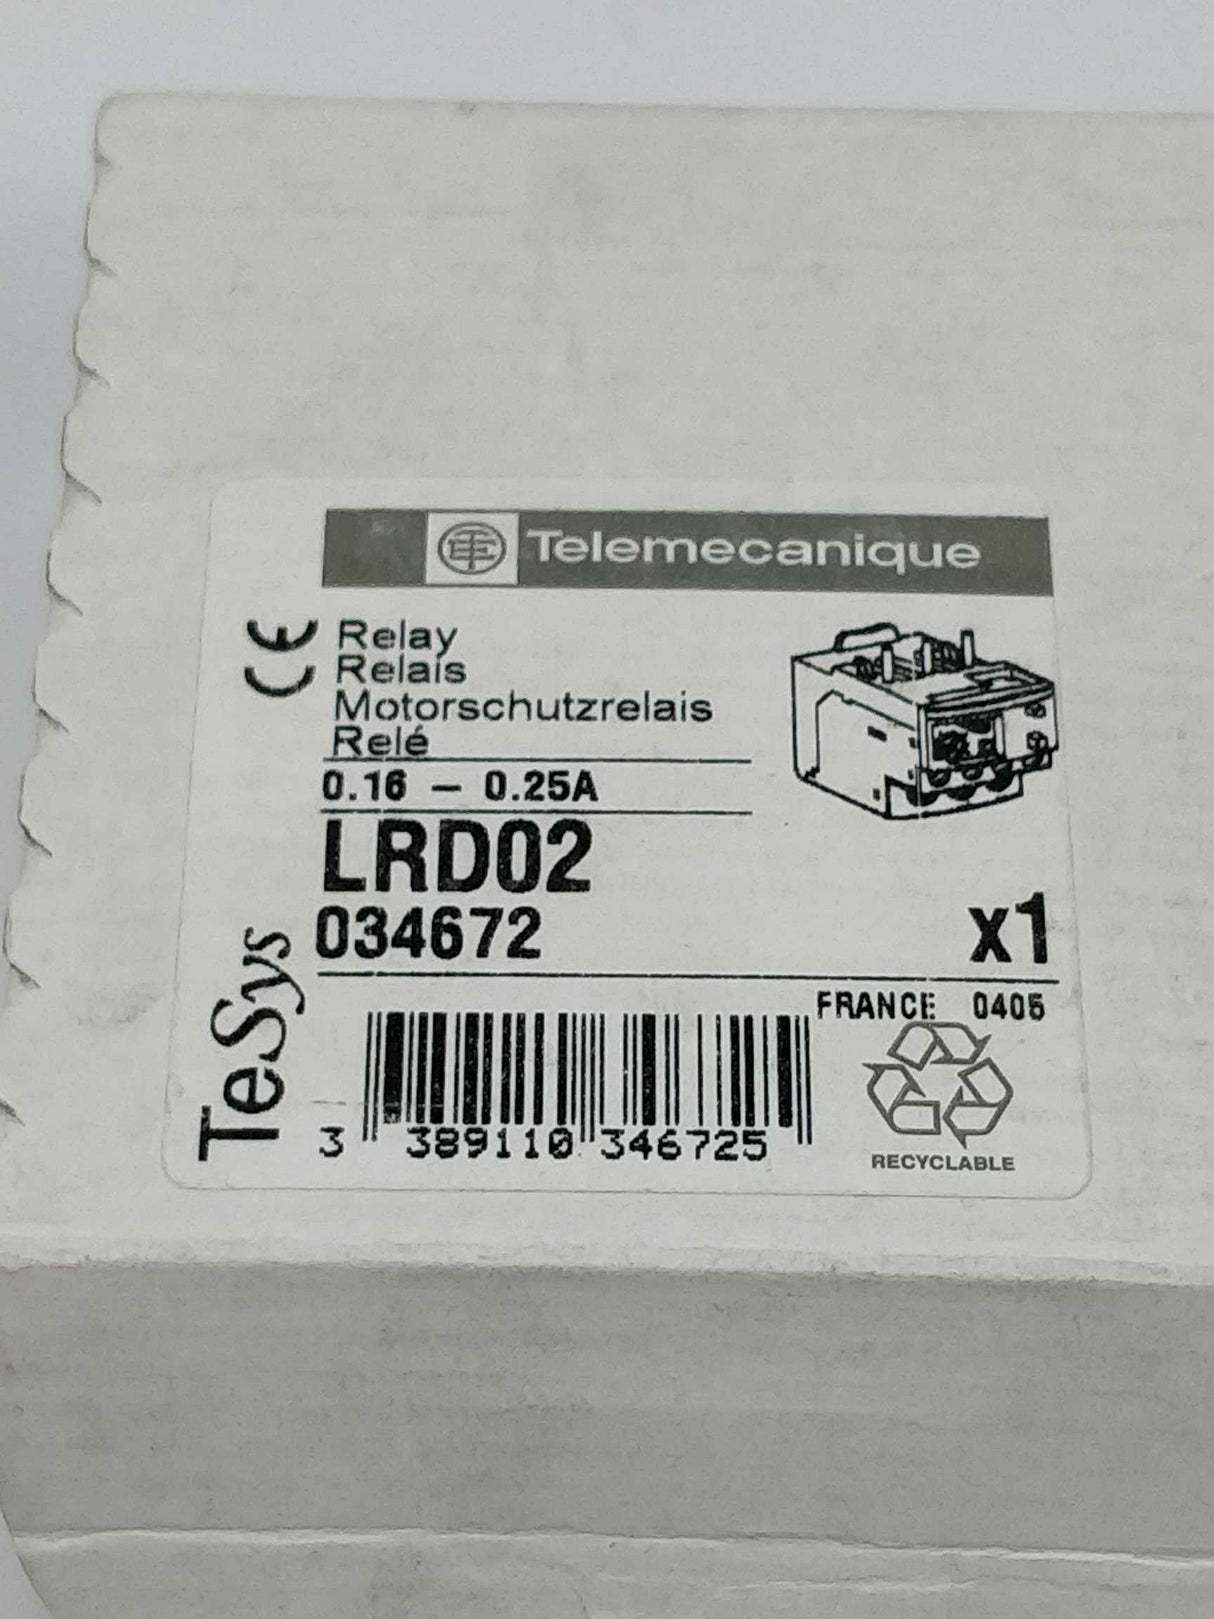 Telemecanique
CE Relay
Relais
Motorschutzrelais
Relé
0.16 – 0.25A
LRD02
034672 x1
TeSys
FRANCE 0405
3 389110 346725
RECYCLABLE